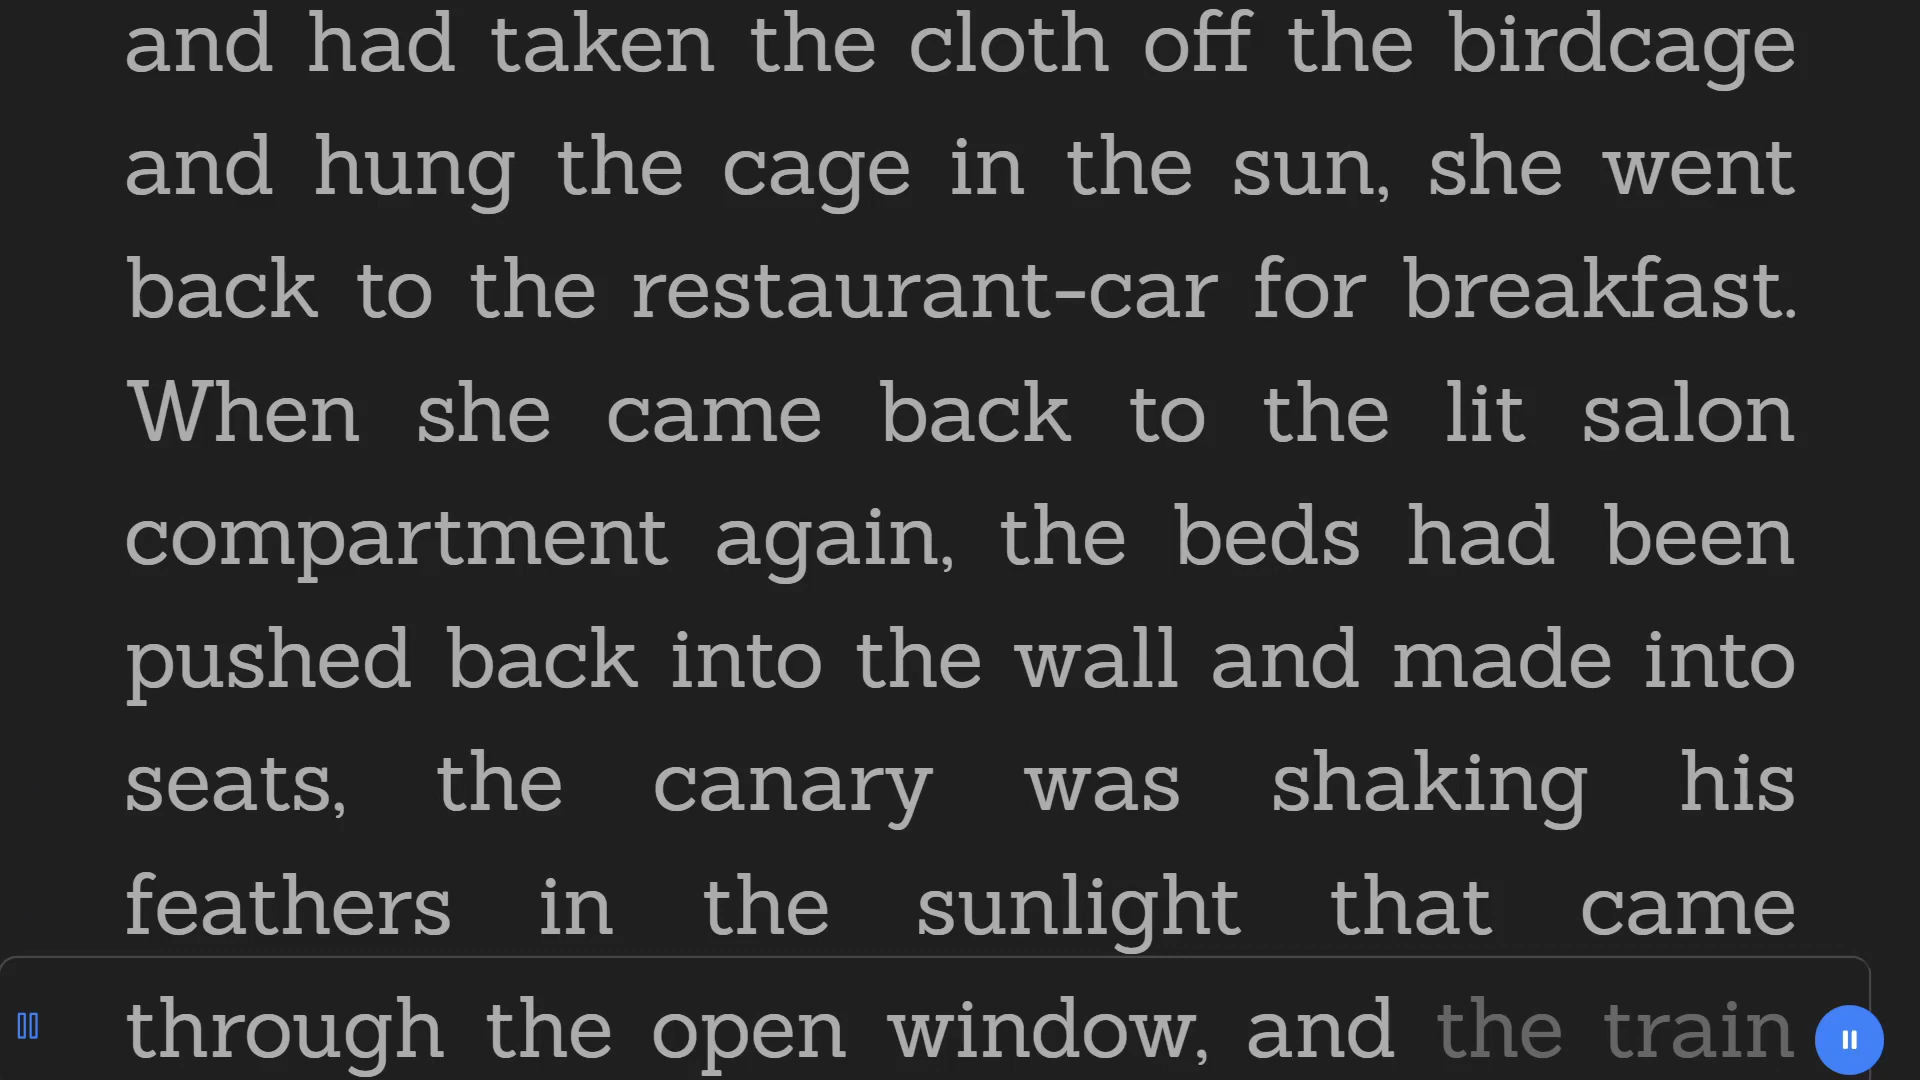 and had taken the cloth off the birdcage
and hung the cage in the sun, she went
back to the restaurant-car for breakfast.
When she came back to the lit salon
compartment again, the beds had been
pushed back into the wall and made into
seats, the canary was shaking his
feathers in the sunlight that came
through the open window, and the train